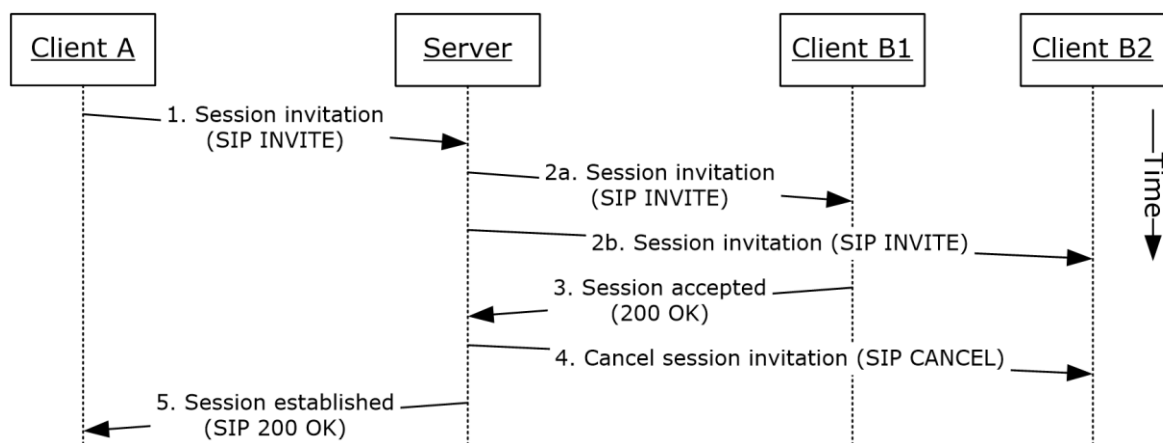 Client A
Server
Client B1
Client B2
1. Session invitation
(SIP INVITE)
2a. Session invitation
(SIP INVITE)
Time
2b. Session invitation (SIP INVITE)
3. Session accepted
(200 OK)
4. Cancel session invitation (SIP CANCEL)
5. Session established
(SIP 200 OK)